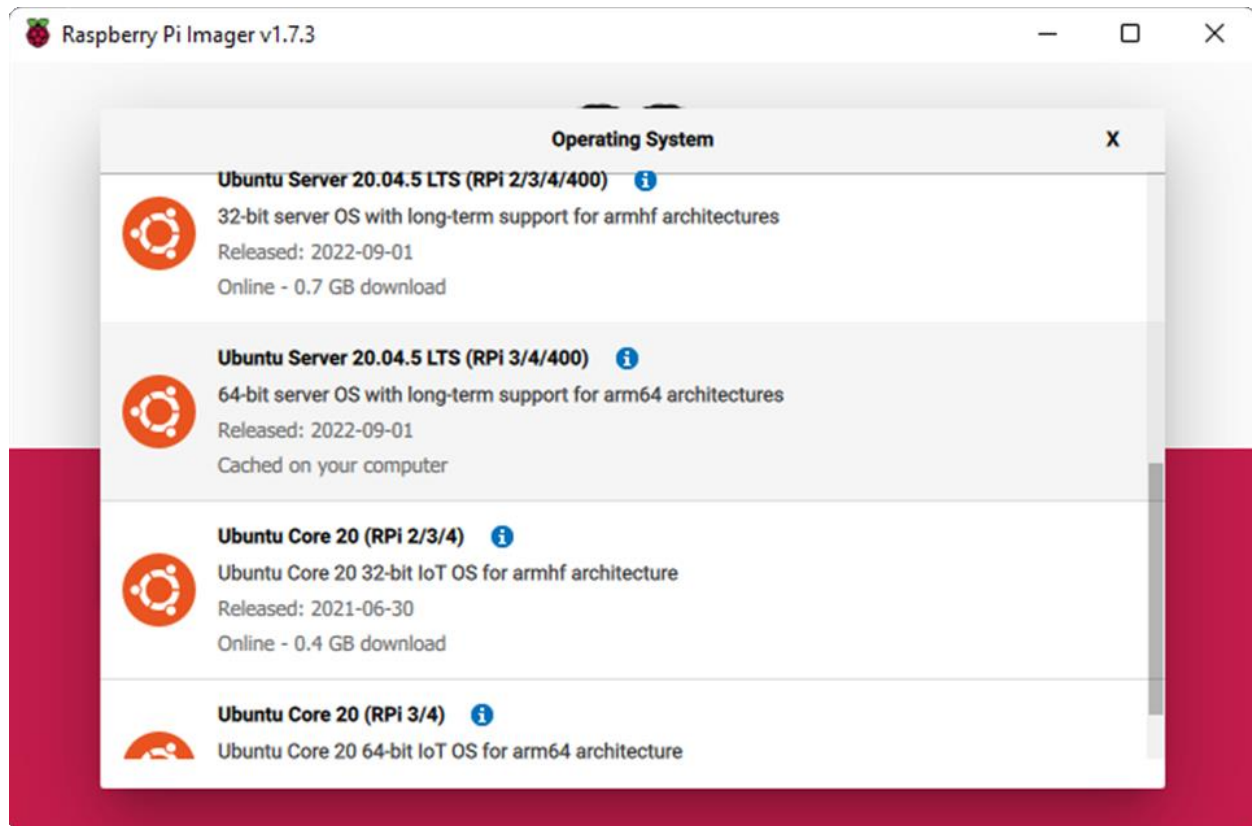 Raspberry Pi Imager v1.7.3
Operating System
X
Ubuntu Server 20.04.5 LTS (RPi 2/3/4/400)
32-bit server OS with long-term support for armhf architectures
Released: 2022-09-01
Online - 0.7 GB download
Ubuntu Server 20.04.5 LTS (RPi 3/4/400)
64-bit server OS with long-term support for arm64 architectures
Released: 2022-09-01
Cached on your computer
Ubuntu Core 20 (RPi 2/3/4)
Ubuntu Core 20 32-bit IoT OS for armhf architecture
Released: 2021-06-30
Online - 0.4 GB download
Ubuntu Core 20 (RPi 3/4)
Ubuntu Core 20 64-bit IoT OS for arm64 architecture